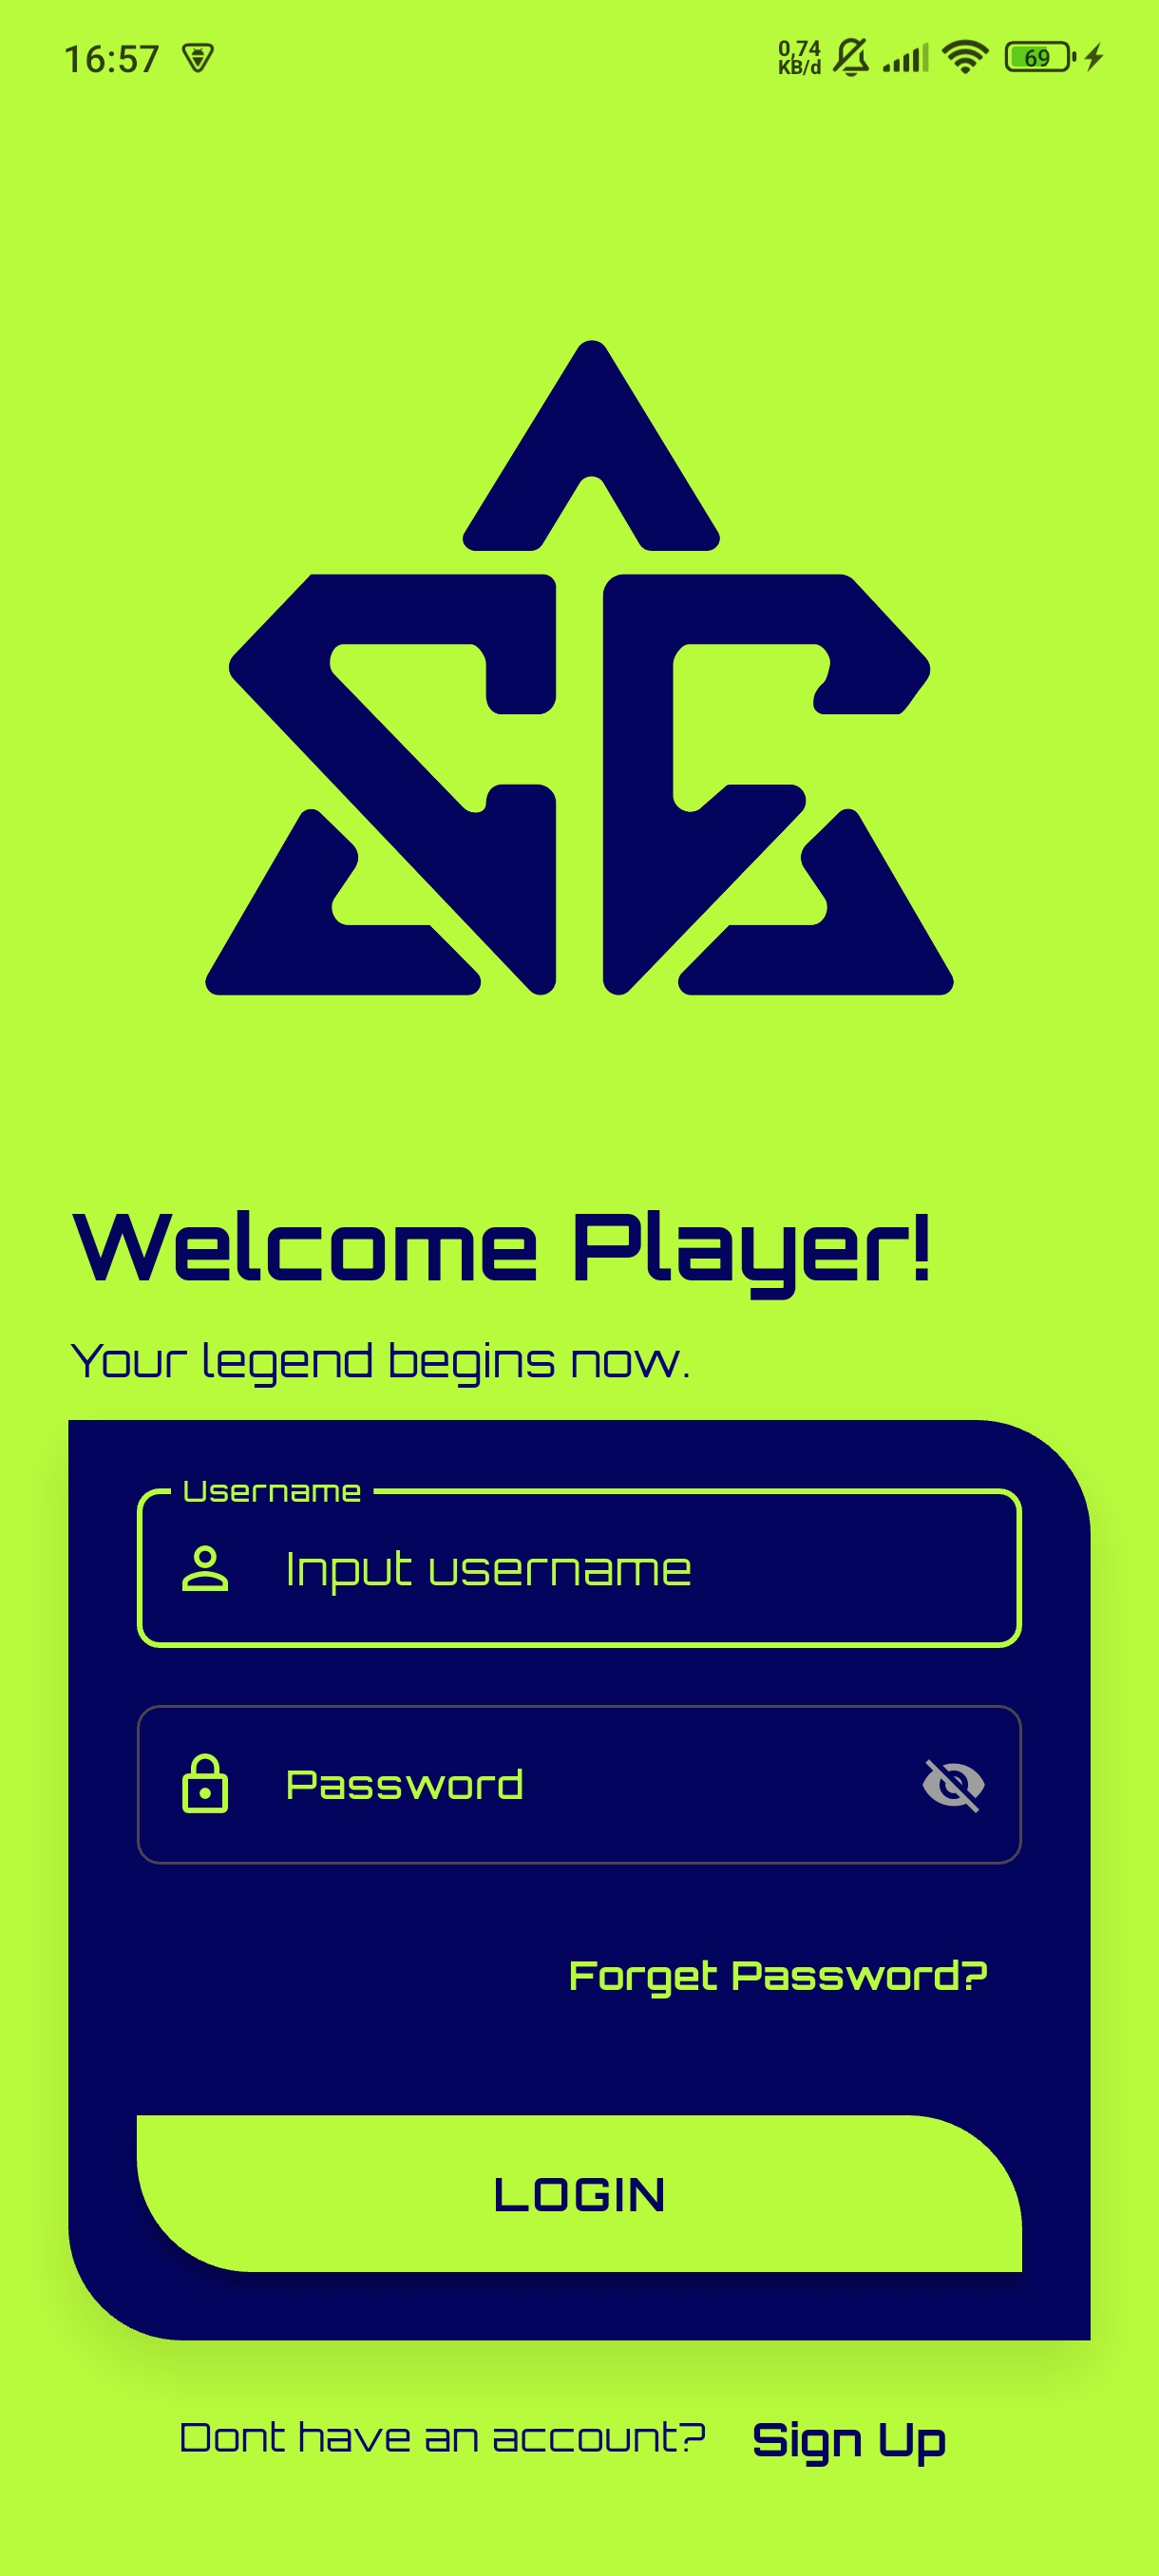 16:57
0,74
KB/d
69
Welcome Player!
Your legend begins now.
Username
Input username
Password
Forget Password?
LOGIN
Dont have an account? Sign Up